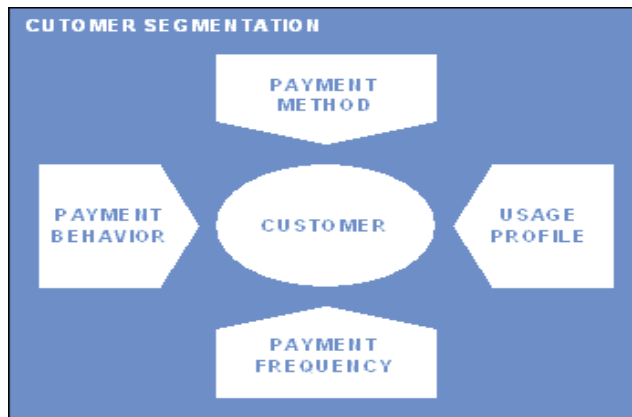 CUTOMER SEGMENTATION
PAYMENT
METHOD
PAYMENT
BEHAVIOR
CUSTOMER
USAGE
PROFILE
PAYMENT
FREQUENCY